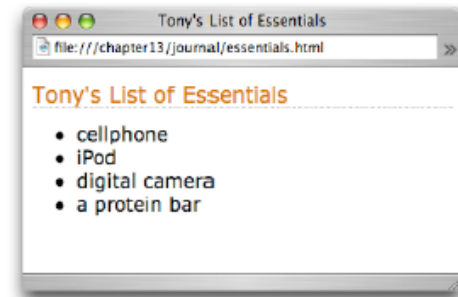 Tony's List of Essentials
file:///chapter13/journal/essentials.html
»
Tony's List of Essentials
• cellphone
• iPod
• digital camera
• a protein bar